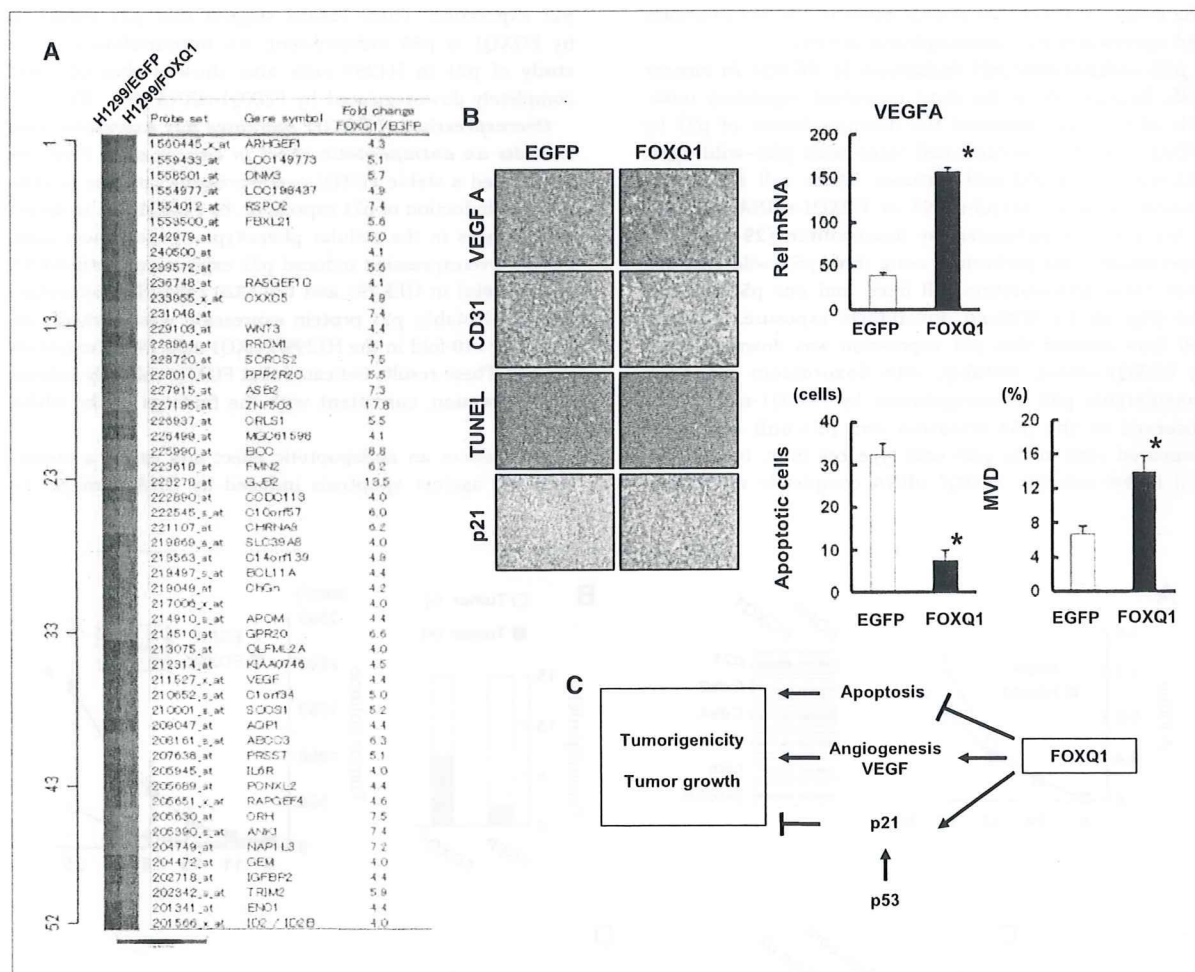 A
H1299/EGFP
H1299/FOXQ1
Probe set Gene symbol Fold change FOXQ1/EGFP
1
13
23
33
43
52
1560445_x_at ARHGEF1 4.3
1559433_at LOC149773 5.1
1558501_at DNM3 5.7
1554977_at LOC198437 4.9
1554012_at RSPO2 7.4
1553500_at FBXL21 5.6
242979_at 5.0
240500_at 4.1
239572_at 5.6
236748_at RASGEF1C 4.1
233955_x_at CXXC5 4.8
231048_at 7.4
229103_at WNT3 4.4
228964_at PRDM1 4.1
228720_at SORCS2 7.5
228010_at PPP2R2C 5.5
227915_at ASB2 7.3
227195_at ZNF503 17.8
226937_at CRLS1 5.5
226499_at MGC61598 4.1
225990_at BOC 8.8
223618_at FMN2 6.2
223278_at GJB2 13.5
222890_at CCDC113 4.0
222545_s_at C10orf57 6.0
221107_at CHRNA9 6.2
219869_s_at SLC39A8 4.0
219563_at C14orf139 4.8
219497_s_at BCL11A 4.4
219049_at ChGn 4.2
217006_x_at 4.0
214910_s_at APOM 4.4
214510_at GPR20 6.6
213075_at OLFML2A 4.0
212314_at KIAA0746 4.5
211527_x_at VEGF 4.4
210652_s_at C1orf34 5.0
210001_s_at SOCS1 5.2
209047_at AQP1 4.4
208161_s_at ABCC3 6.3
207638_at PRSS7 5.1
205945_at IL6R 4.0
205689_at PCNXL2 4.4
205651_x_at RAPGEF4 4.6
205630_at CRH 7.5
205390_s_at ANK1 7.4
204749_at NAP1L3 7.2
204472_at GEM 4.0
202718_at IGFBP2 4.4
202342_s_at TRIM2 5.9
201341_at ENC1 4.4
201566_x_at ID2 / ID2B 4.0
B
EGFP FOXQ1
VEGF A
CD31
TUNEL
p21
VEGFA
Rel mRNA
200
150
100
50
0
*
EGFP FOXQ1
(cells)
Apoptotic cells
40
30
20
10
0
*
EGFP FOXQ1
(%)
MVD
20
16
12
8
4
0
*
EGFP FOXQ1
C
Tumorigenicity
Tumor growth
Apoptosis
Angiogenesis
VEGF
FOXQ1
p21
p53